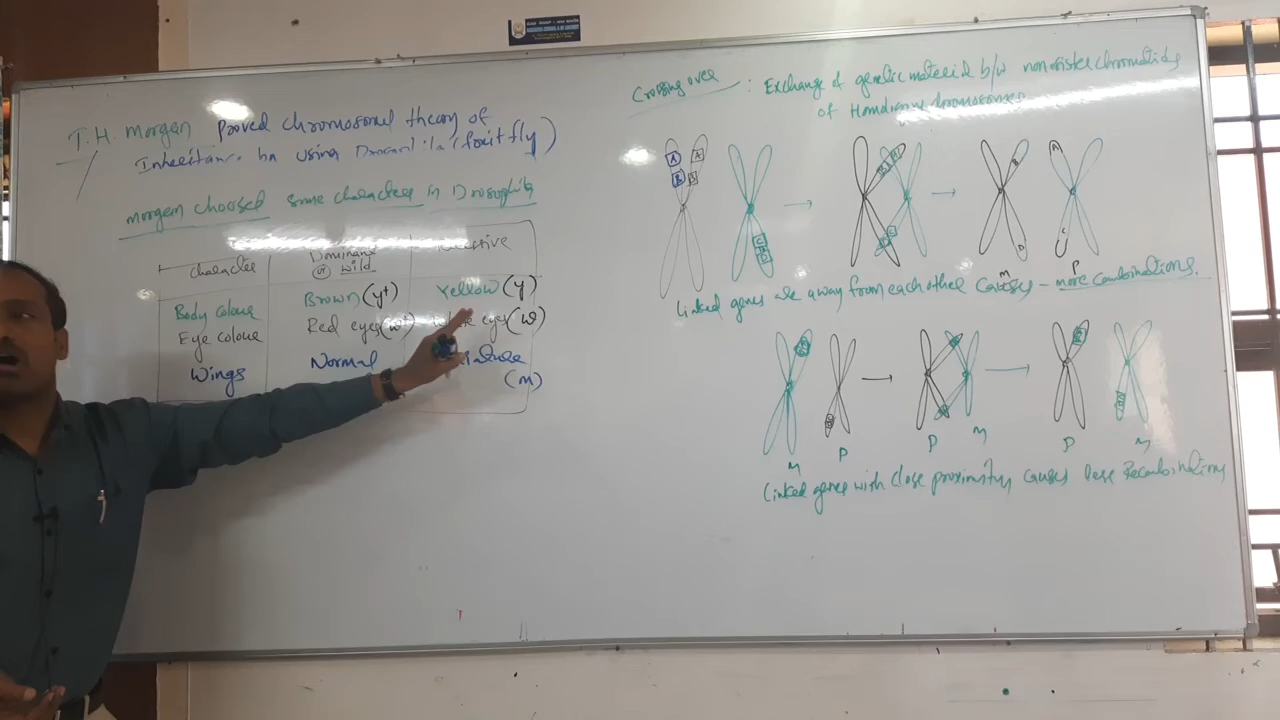 T.H. Morgan Proved chromosomal theory of
Inheritance by using Drosophila (fruit fly)
Morgan choosed some characters in Drosophila
Character
Dominant
or wild
Recessive
Body colour
Brown (y+)
Yellow (y)
Eye colour
Red eyes (w+)
eyes (w)
Wings
Normal
(m)
Crossing over : Exchange of genetic material b/w non sister chromatids
of Homologous chromosomes
A
A
B
B
M
P
Linked genes are away from each other causes - more combinations.
M
P
P
M
P
M
Linked genes with close proximity, causes less Recombinations